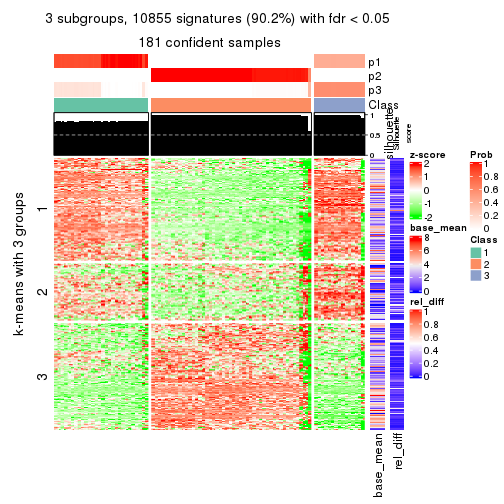 3 subgroups, 10855 signatures (90.2%) with fdr < 0.05
181 confident samples
p1
p2
p3
Class
silhouette
silhouette
score
1
0.5
0
k-means with 3 groups
1
2
3
base_mean
rel_diff
z-score
2
1
0
-1
-2
base_mean
8
6
4
2
0
rel_diff
1
0.8
0.6
0.4
0.2
0
Prob
1
0.8
0.6
0.4
0.2
0
Class
1
2
3